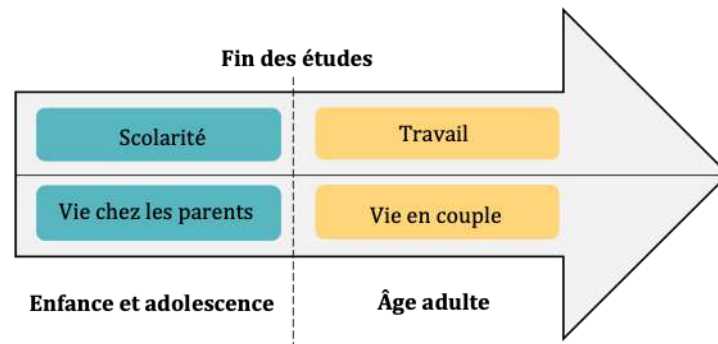 Fin des études
Scolarité
Travail
Vie chez les parents
Vie en couple
Enfance et adolescence
Âge adulte